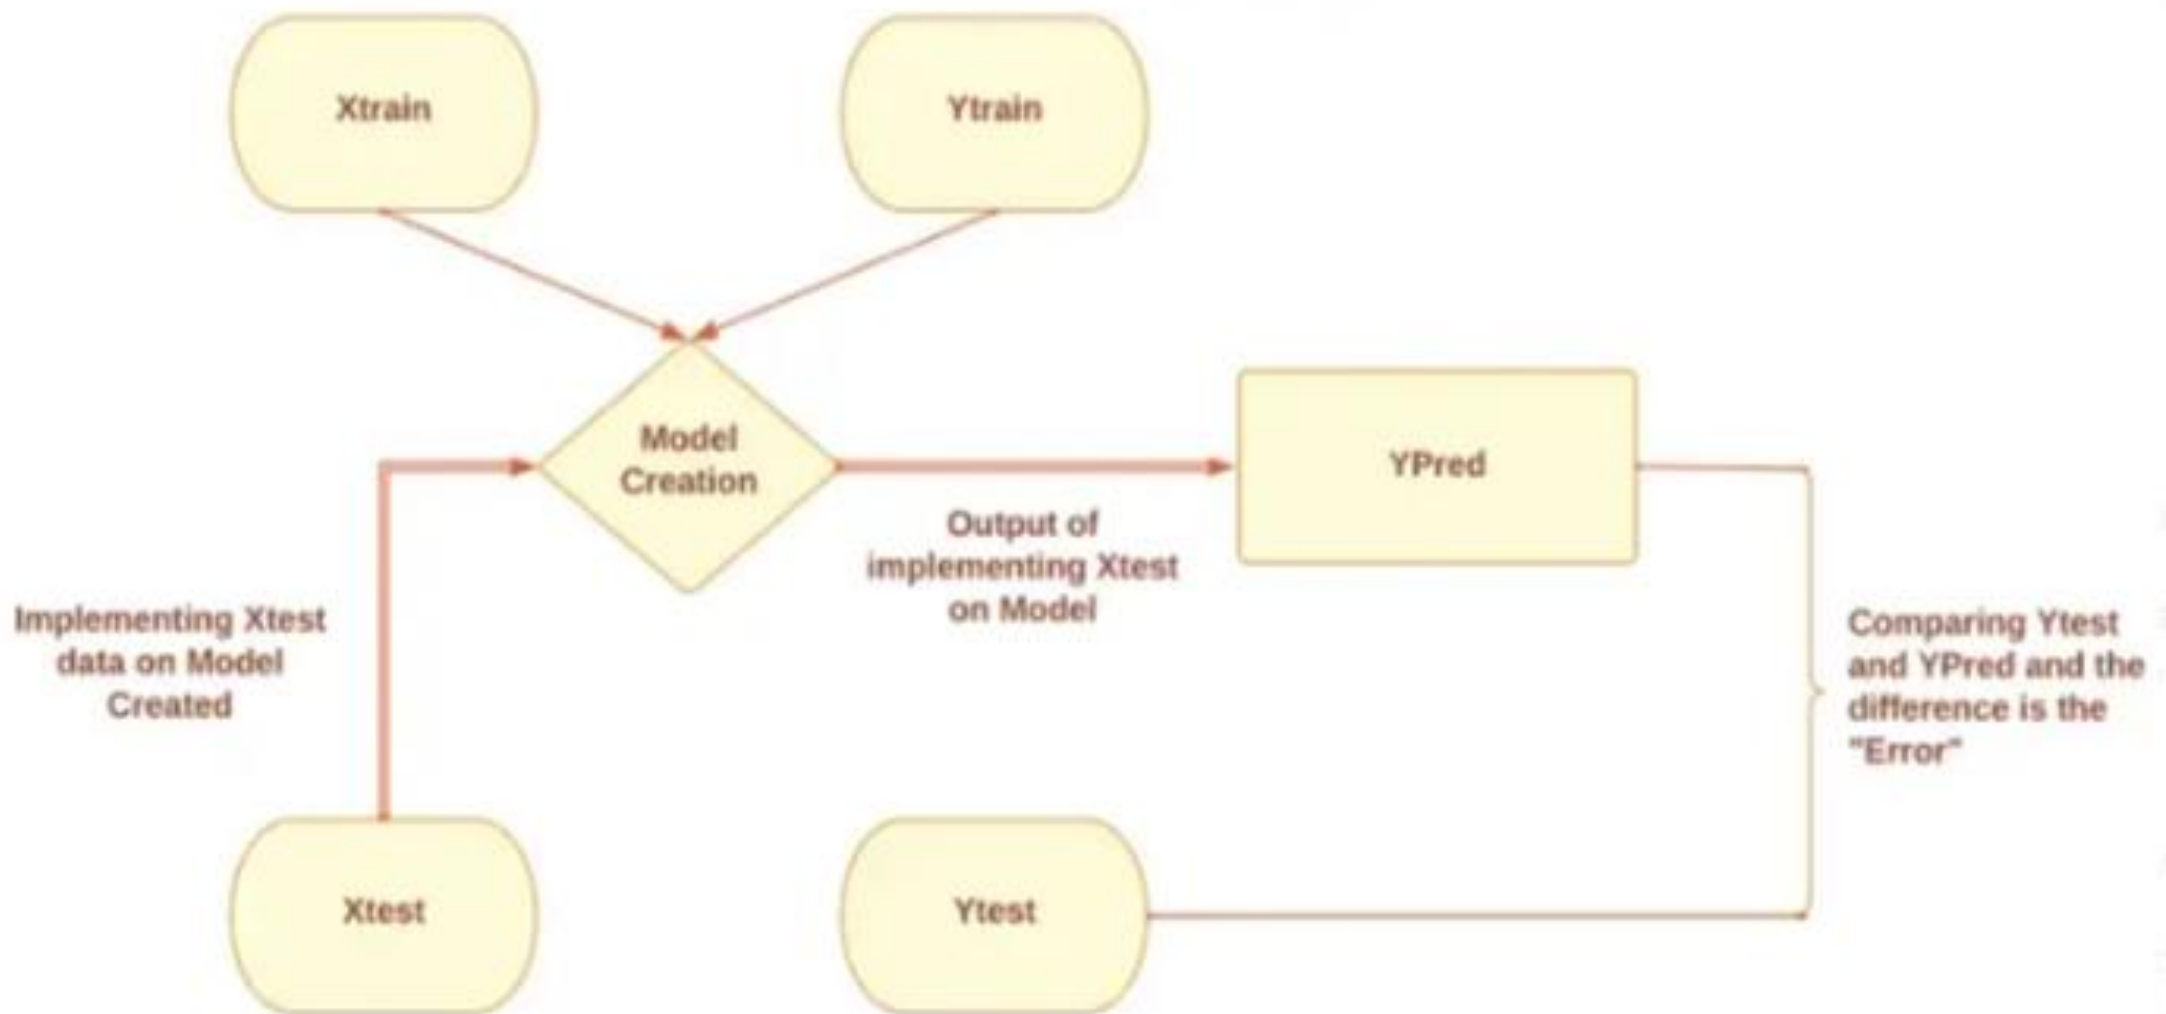 Xtrain
Ytrain
Model
Creation
YPred
Output of
implementing Xtest
on Model
Implementing Xtest
data on Model
Created
Comparing Ytest
and YPred and the
difference is the
"Error"
Xtest
Ytest